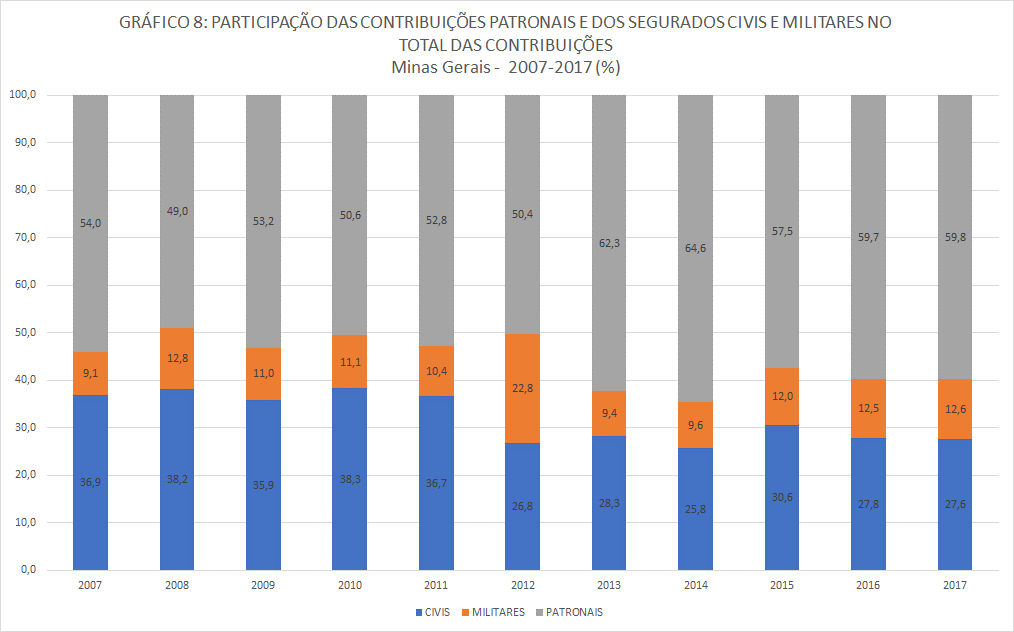 GRÁFICO 8: PARTICIPAÇÃO DAS CONTRIBUIÇÕES PATRONAIS E DOS SEGURADOS CIVIS E MILITARES NO
TOTAL DAS CONTRIBUIÇÕES
Minas Gerais - 2007-2017 (%)
100,0
90,0
80,0
70,0
60,0
50,0
40,0
30,0
20,0
10,0
0,0
54,0 49,0 53,2 50,6 52,8 50,4 62,3 64,6 57,5 59,7 59,8
9,1 12,8 11,0 11,1 10,4 22,8 9,4 9,6 12,0 12,5 12,6
36,9 38,2 35,9 38,3 36,7 26,8 28,3 25,8 30,6 27,8 27,6
2007 2008 2009 2010 2011 2012 2013 2014 2015 2016 2017
CIVIS MILITARES PATRONAIS